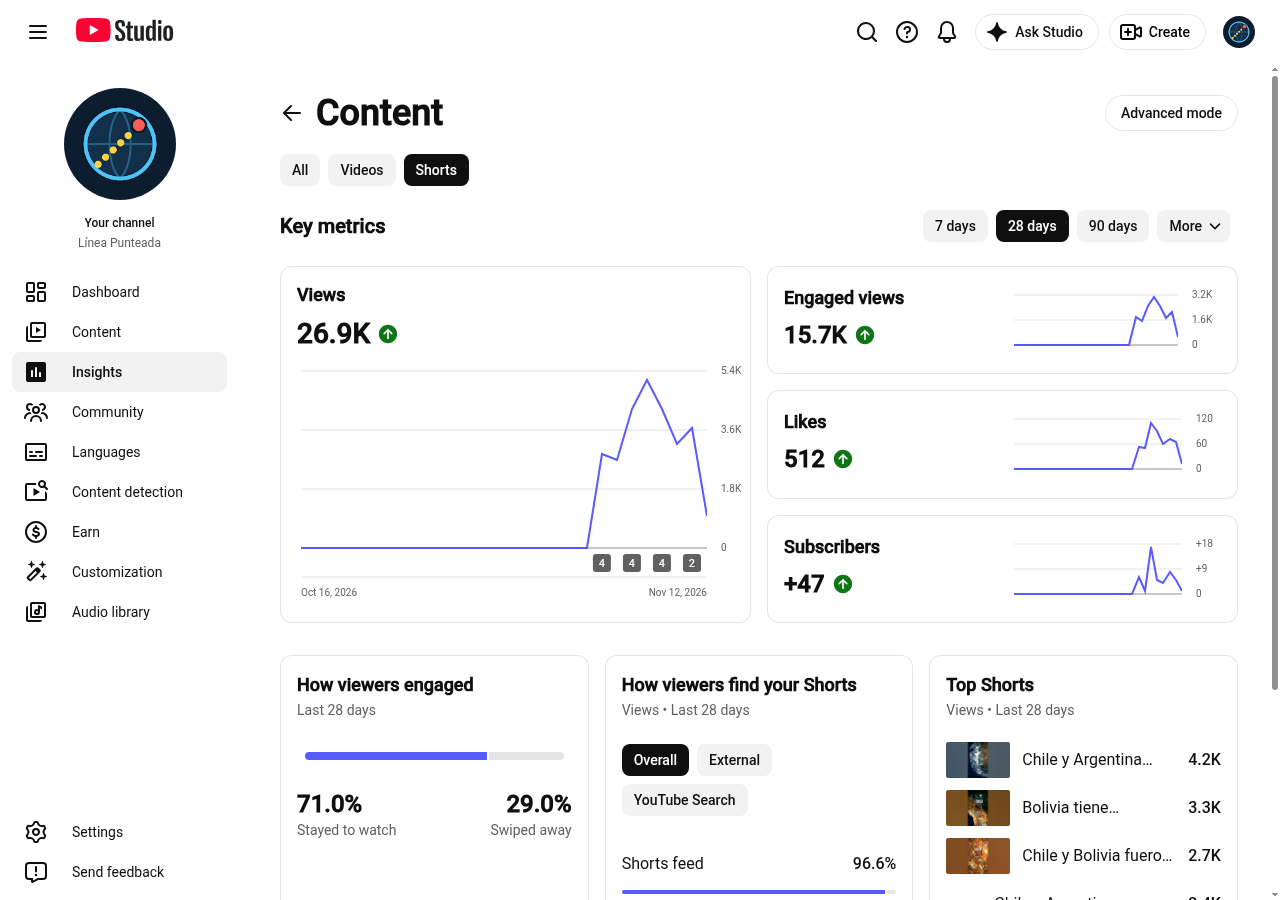 Studio
Ask Studio
Create
Your channel
Línea Punteada
Dashboard
Content
Insights
Community
Languages
Content detection
Earn
Customization
Audio library
Settings
Send feedback
Content
Advanced mode
All
Videos
Shorts
Key metrics
7 days
28 days
90 days
More
Views
26.9K
5.4K
3.6K
1.8K
0
4
4
4
2
Oct 16, 2026
Nov 12, 2026
Engaged views
15.7K
3.2K
1.6K
0
Likes
512
120
60
0
Subscribers
+47
+18
+9
0
How viewers engaged
Last 28 days
71.0%
29.0%
Stayed to watch
Swiped away
How viewers find your Shorts
Views • Last 28 days
Overall
External
YouTube Search
Shorts feed
96.6%
Top Shorts
Views • Last 28 days
Chile y Argentina...
4.2K
Bolivia tiene...
3.3K
Chile y Bolivia fuero...
2.7K